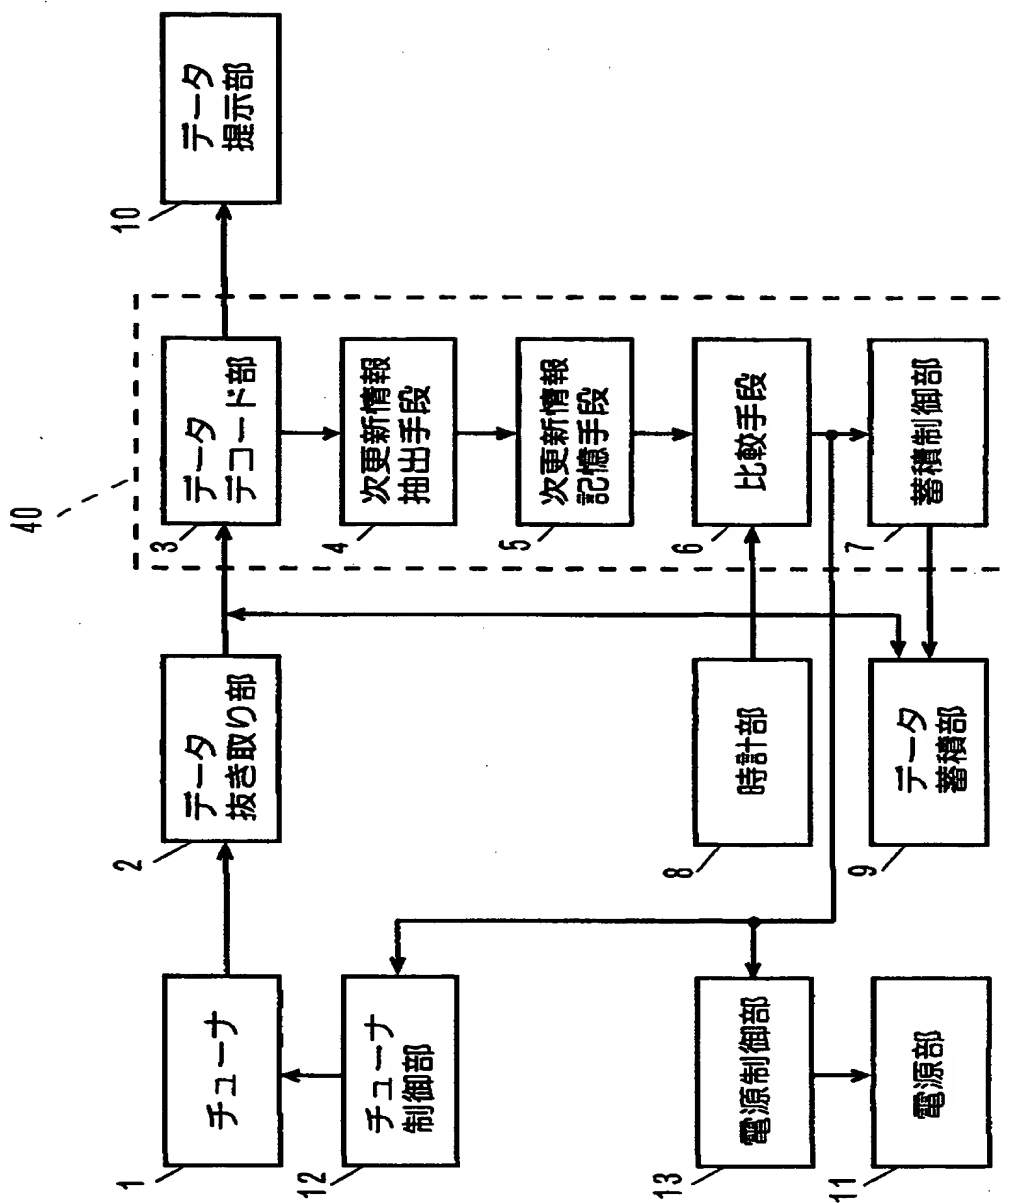 40
1
チューナ
2
データ
抜き取り部
3
データ
デコード部
10
データ
提示部
12
チューナ
制御部
4
次更新情報
抽出手段
5
次更新情報
記憶手段
13
電源制御部
8
時計部
6
比較手段
11
電源部
9
データ
蓄積部
7
蓄積制御部